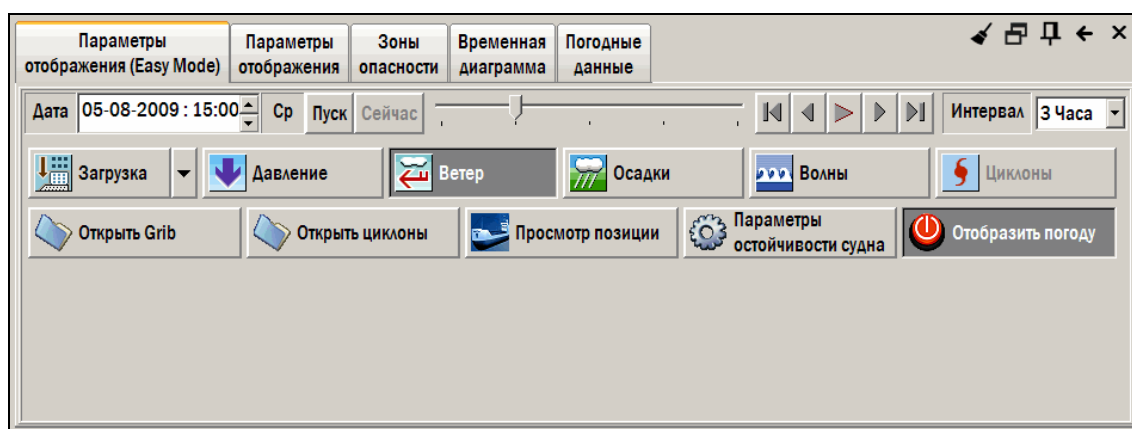 Параметры
отображения (Easy Mode)
Параметры
отображения
Зоны
опасности
Временная
диаграмма
Погодные
данные
Дата 05-08-2009 : 15:00 Ср Пуск Сейчас Интервал 3 Часа
Загрузка Давление Ветер Осадки Волны Циклоны
Открыть Grib Открыть циклоны Просмотр позиции Параметры
остойчивости судна Отобразить погоду